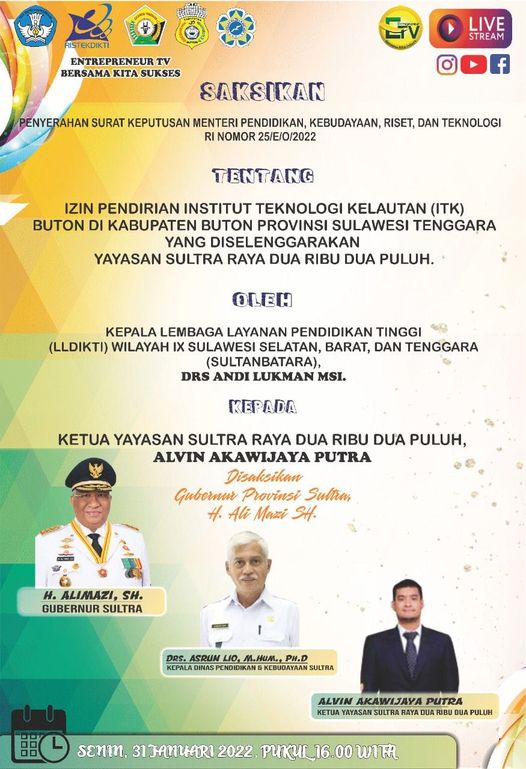 RISTEKDIKTI
ETV
LIVE
STREAM
ENTREPRENEUR TV
BERSAMA KITA SUKSES
SAKSIKAN
PENYERAHAN SURAT KEPUTUSAN MENTERI PENDIDIKAN, KEBUDAYAAN, RISET, DAN TEKNOLOGI
RI NOMOR 25/E/O/2022
TENTANG
IZIN PENDIRIAN INSTITUT TEKNOLOGI KELAUTAN (ITK)
BUTON DI KABUPATEN BUTON PROVINSI SULAWESI TENGGARA
YANG DISELENGGARAKAN
YAYASAN SULTRA RAYA DUA RIBU DUA PULUH.
OLEH
KEPALA LEMBAGA LAYANAN PENDIDIKAN TINGGI
(LLDIKTI) WILAYAH IX SULAWESI SELATAN, BARAT, DAN TENGGARA
(SULTANBATARA),
DRS ANDI LUKMAN MSI.
KEPADA
KETUA YAYASAN SULTRA RAYA DUA RIBU DUA PULUH,
ALVIN AKAWIJAYA PUTRA
Disaksikan
Gubernur Provinsi Sultra,
H. Ali Mazi SH.
H. ALIMAZI, SH.
GUBERNUR SULTRA
DRS. ASRUN LIO, M.HUM., PH.D
KEPALA DINAS PENDIDIKAN & KEBUDAYAAN SULTRA
ALVIN AKAWIJAYA PUTRA
KETUA YAYASAN SULTRA RAYA DUA RIBU DUA PULUH
SENIN, 31 JANUARI 2022, PUKUL 16.00 WITA